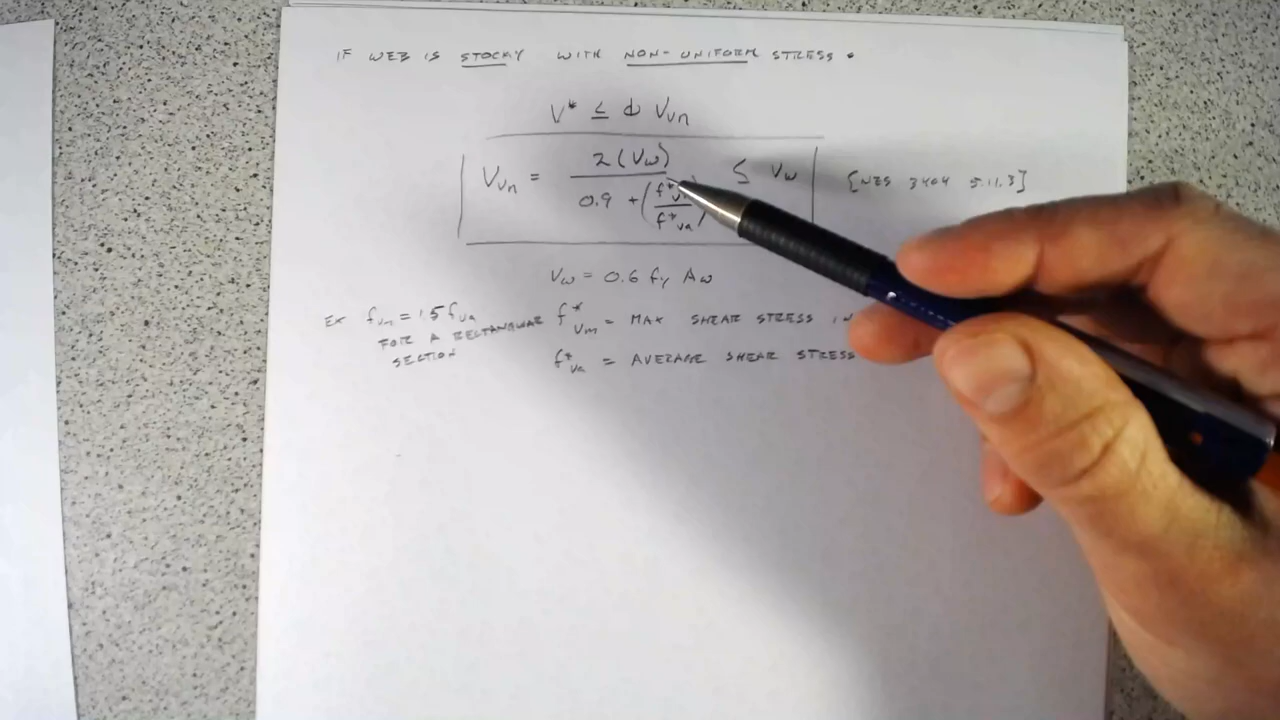 IF WEB IS STOCKY WITH NON-UNIFORM STRESS.
V* ≤ ϕ Vvn
Vvn = 2(Vw) / 0.9 + (f*vm / f*va) ≤ Vw [NZS 3404 5.11.3]
Vw = 0.6 fy Aw
EX fvm = 1.5 fva FOR A RECTANGULAR SECTION
f*vm = MAX SHEAR STRESS IN
f*va = AVERAGE SHEAR STRESS